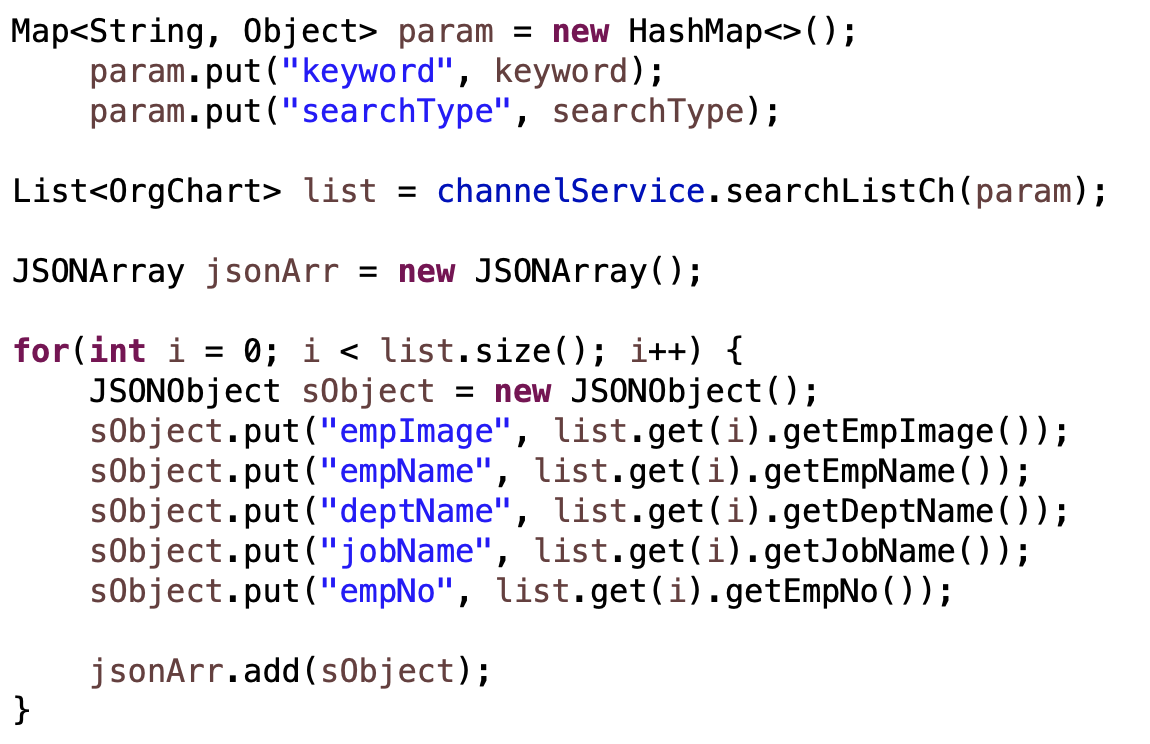 Map<String, Object> param = new HashMap<>();
    param.put("keyword", keyword);
    param.put("searchType", searchType);

List<OrgChart> list = channelService.searchListCh(param);

JSONArray jsonArr = new JSONArray();

for(int i = 0; i < list.size(); i++) {
    JSONObject sObject = new JSONObject();
    sObject.put("empImage", list.get(i).getEmpImage());
    sObject.put("empName", list.get(i).getEmpName());
    sObject.put("deptName", list.get(i).getDeptName());
    sObject.put("jobName", list.get(i).getJobName());
    sObject.put("empNo", list.get(i).getEmpNo());

    jsonArr.add(sObject);
}